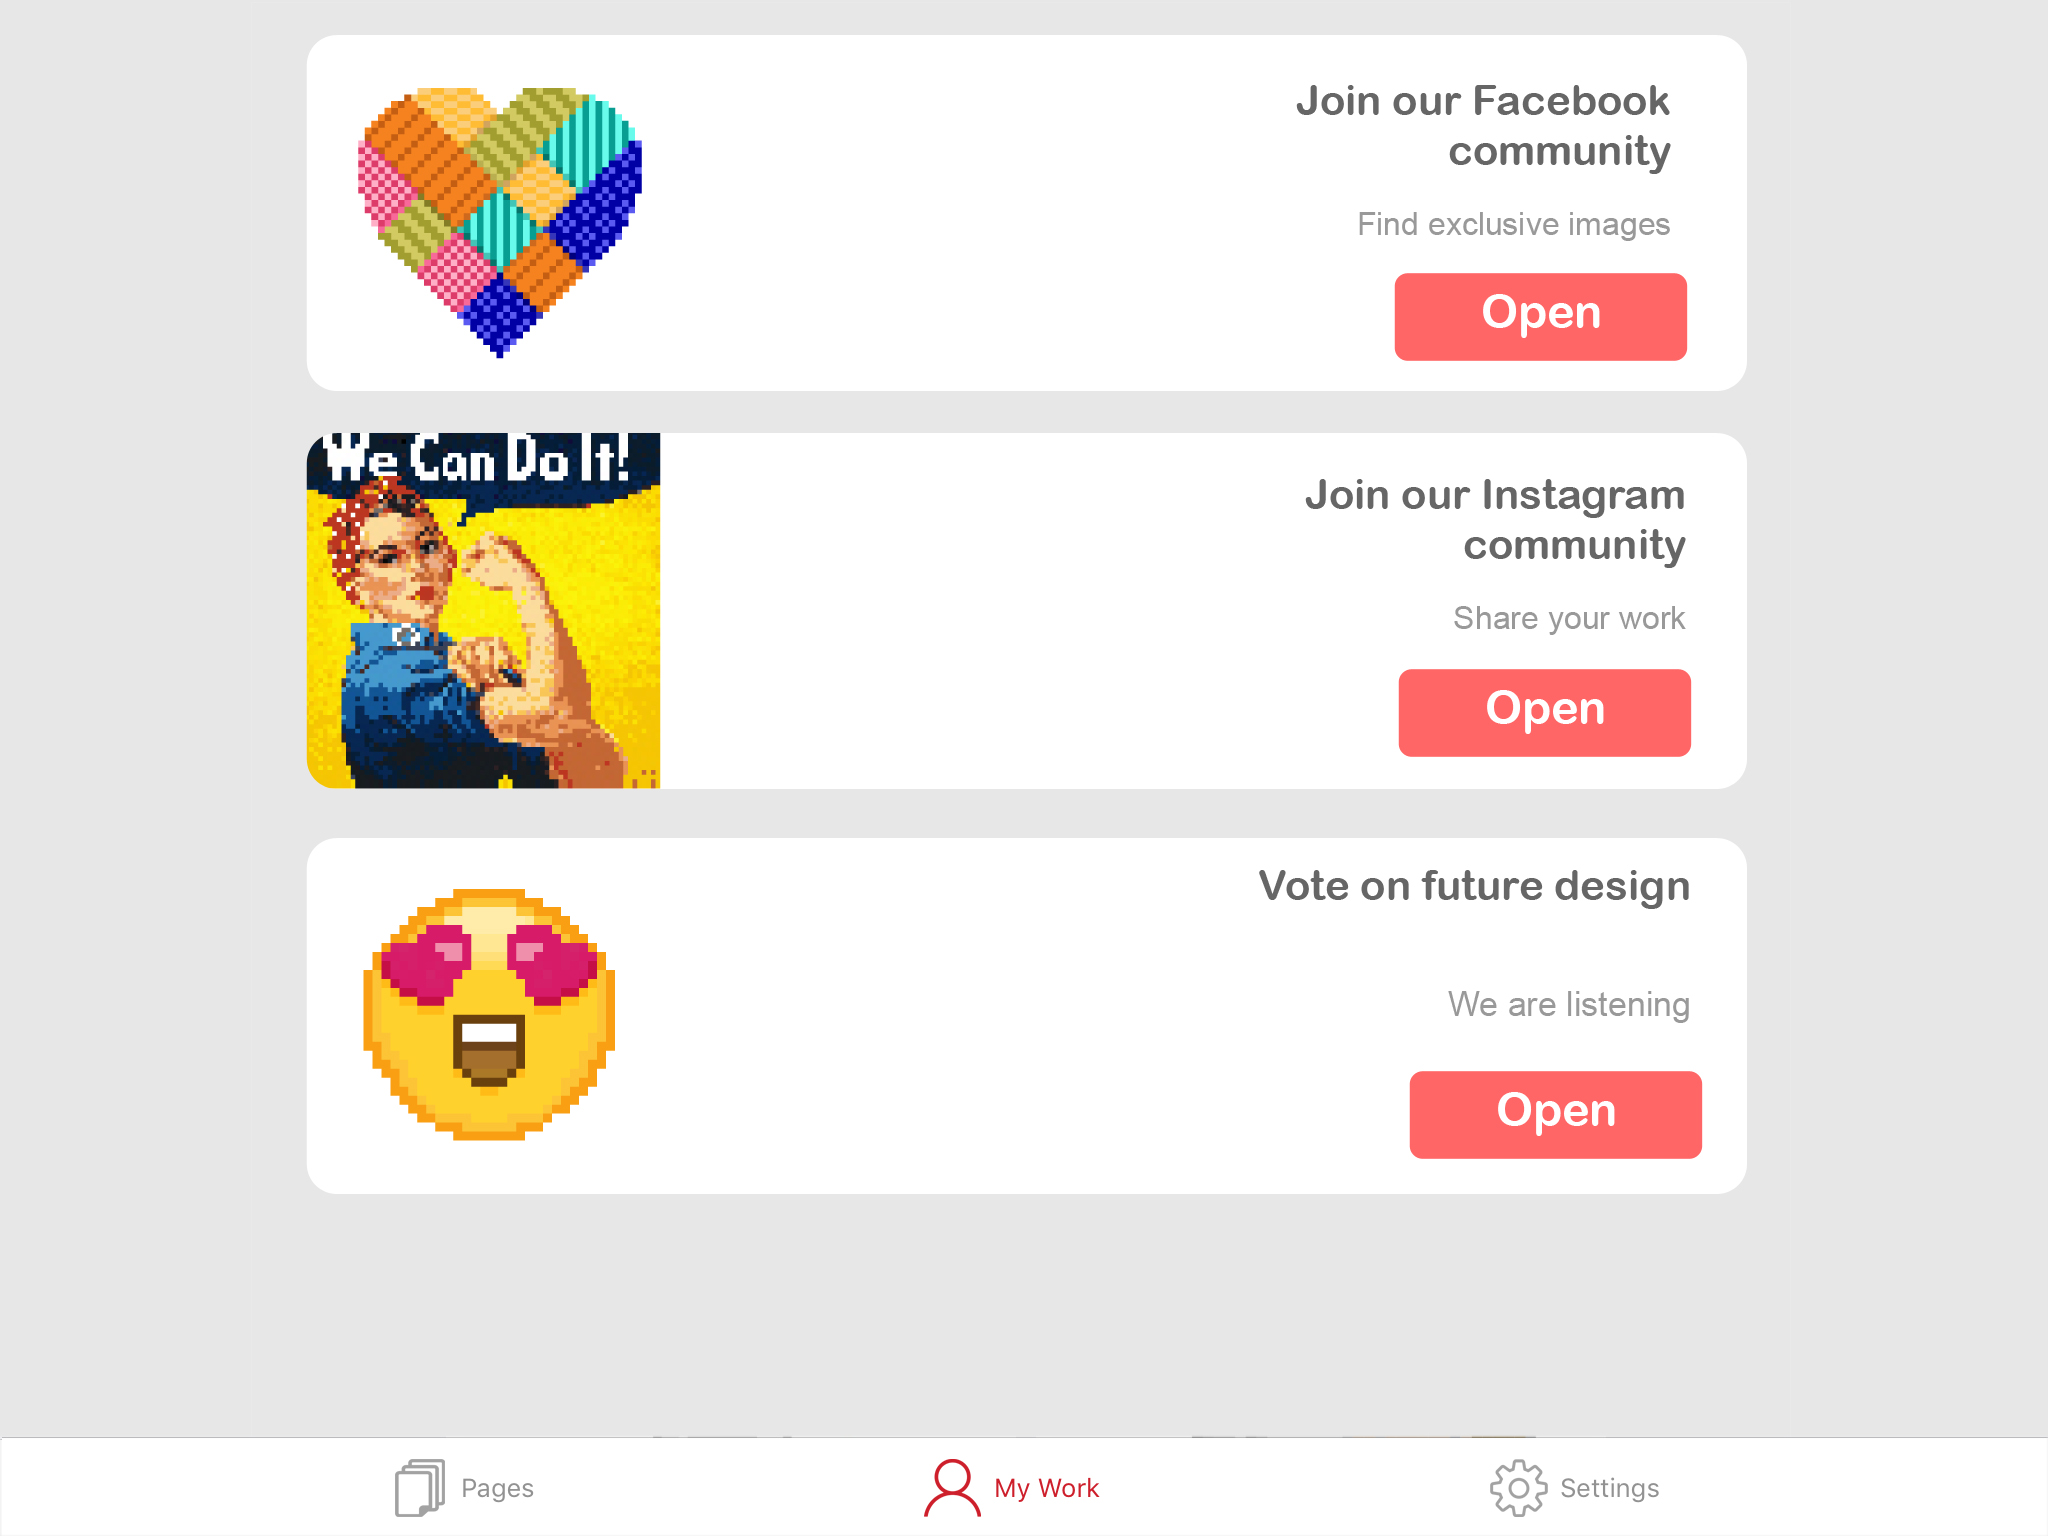 Join our Facebook
community
Find exclusive images
Open
We Can Do It!
Join our Instagram
community
Share your work
Open
Vote on future design
We are listening
Open
Pages
My Work
Settings